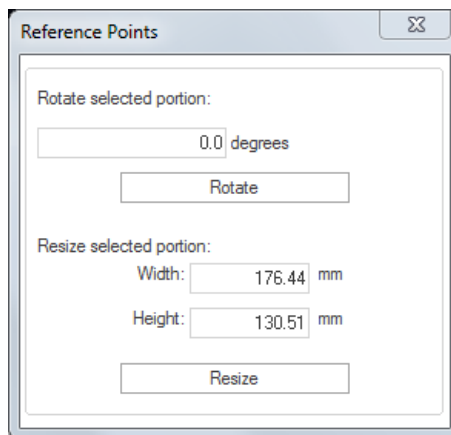 Reference Points
Rotate selected portion:
0.0 degrees
Rotate
Resize selected portion:
Width: 176.44 mm
Height: 130.51 mm
Resize